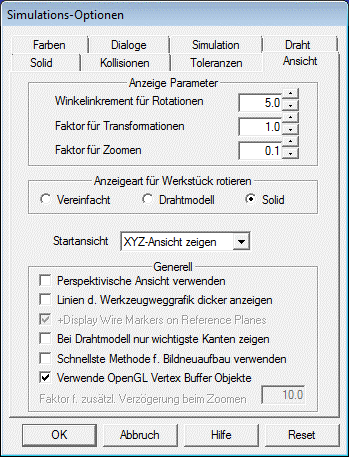 Simulations-Optionen
Farben Dialoge Simulation Draht
Solid Kollisionen Toleranzen Ansicht
Anzeige Parameter
Winkelinkrement für Rotationen 5.0
Faktor für Transformationen 1.0
Faktor für Zoomen 0.1
Anzeigeart für Werkstück rotieren
Vereinfacht Drahtmodell Solid
Startansicht XYZ-Ansicht zeigen
Generell
Perspektivische Ansicht verwenden
Linien d. Werkzeugweggrafik dicker anzeigen
+Display Wire Markers on Reference Planes
Bei Drahtmodell nur wichtigste Kanten zeigen
Schnellste Methode f. Bildneuaufbau verwenden
Verwende OpenGL Vertex Buffer Objekte
Faktor f. zusätzl. Verzögerung beim Zoomen 10.0
OK Abbruch Hilfe Reset